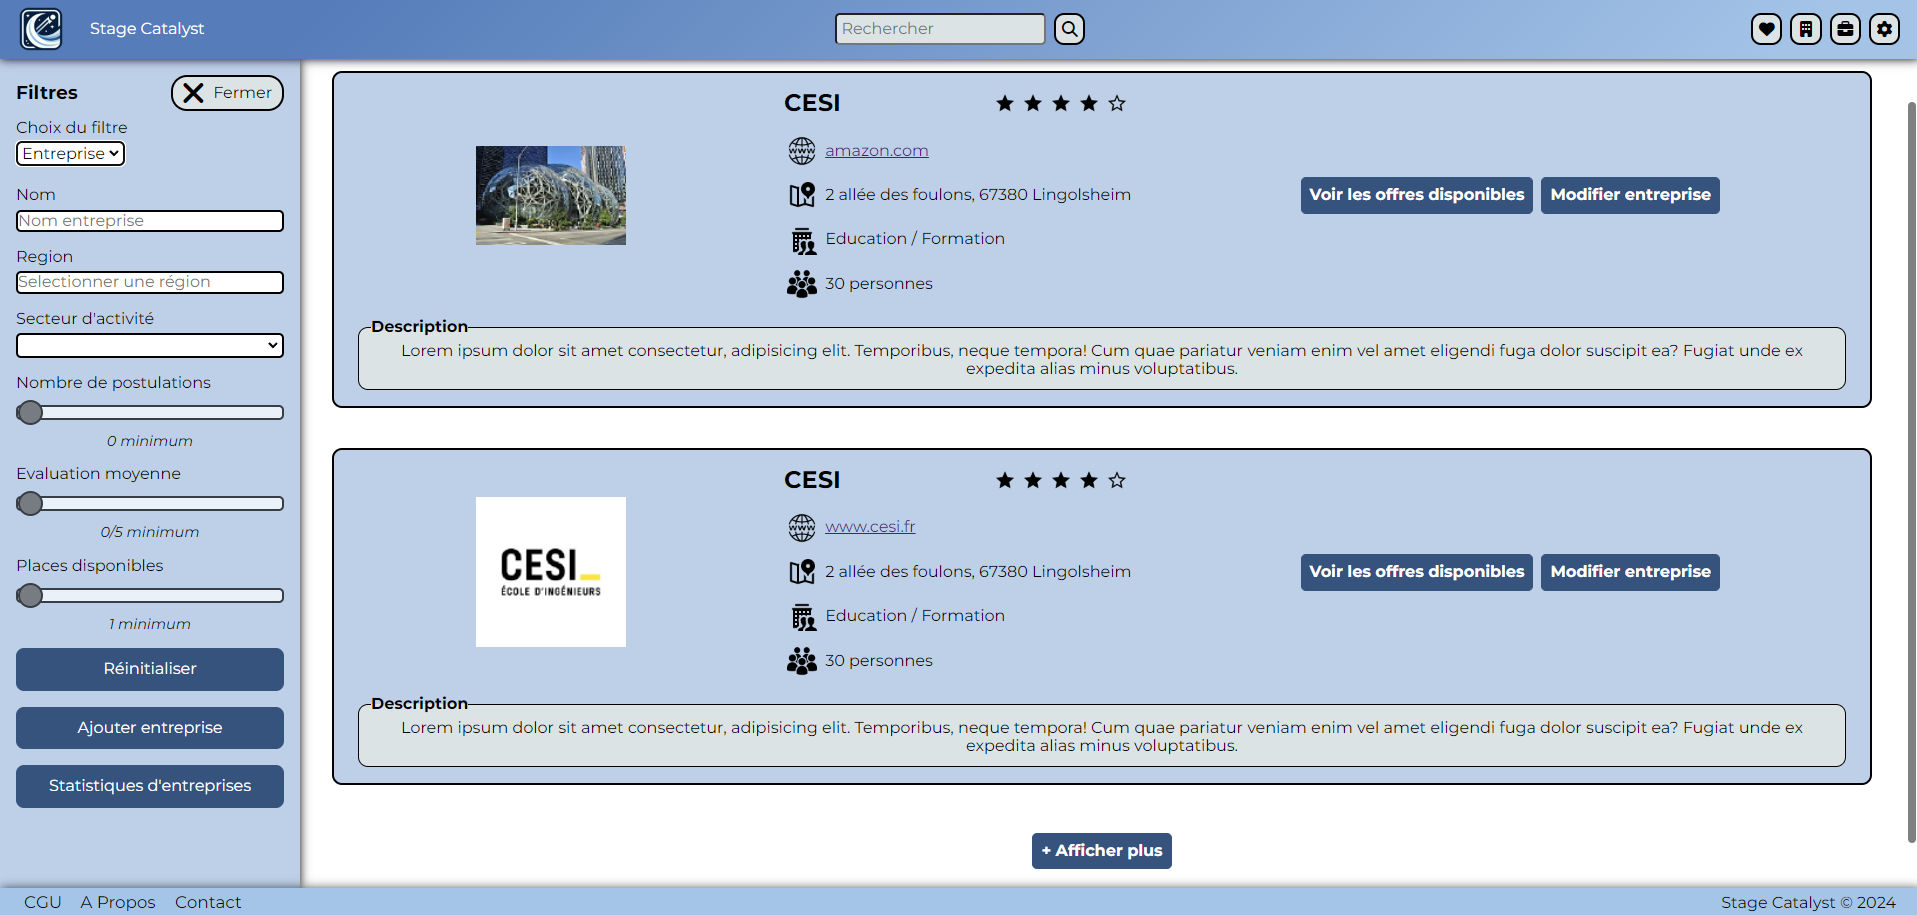 Stage Catalyst
Rechercher
Filtres
Fermer
Choix du filtre
Entreprise
Nom
Nom entreprise
Region
Selectionner une région
Secteur d'activité
Nombre de postulations
0 minimum
Evaluation moyenne
0/5 minimum
Places disponibles
1 minimum
Réinitialiser
Ajouter entreprise
Statistiques d'entreprises
CESI
amazon.com
2 allée des foulons, 67380 Lingolsheim
Education / Formation
30 personnes
Voir les offres disponibles
Modifier entreprise
Description
Lorem ipsum dolor sit amet consectetur, adipisicing elit. Temporibus, neque tempora! Cum quae pariatur veniam enim vel amet eligendi fuga dolor suscipit ea? Fugiat unde ex
expedita alias minus voluptatibus.
CESI_
ÉCOLE D'INGÉNIEURS
CESI
www.cesi.fr
2 allée des foulons, 67380 Lingolsheim
Education / Formation
30 personnes
Voir les offres disponibles
Modifier entreprise
Description
Lorem ipsum dolor sit amet consectetur, adipisicing elit. Temporibus, neque tempora! Cum quae pariatur veniam enim vel amet eligendi fuga dolor suscipit ea? Fugiat unde ex
expedita alias minus voluptatibus.
+ Afficher plus
CGU
A Propos
Contact
Stage Catalyst © 2024